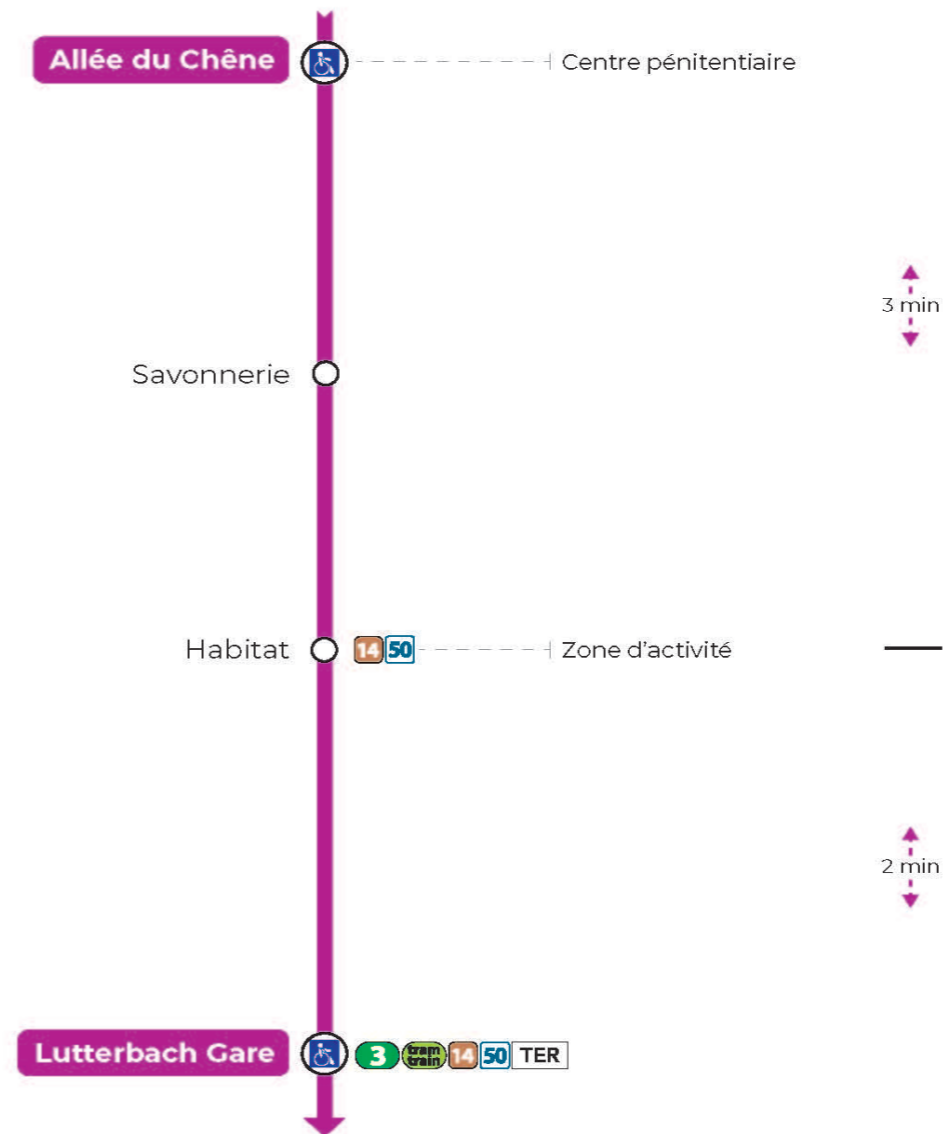 Allée du Chêne Centre pénitentiaire
3 min
Savonnerie
Habitat 14 50 Zone d'activité
2 min
Lutterbach Gare 3 tram train 14 50 TER